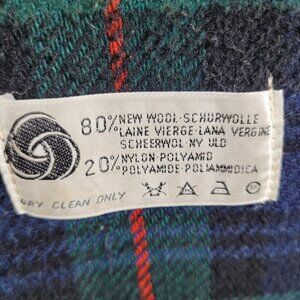 80% NEW WOOL-SCHURWOLLE
LAINE VIERGE-LANA VERGINE
SCHEERWOL-NY ULD
20% NYLON-POLYAMID
POLYAMIDE-POLIAMMIDICA
DRY CLEAN ONLY